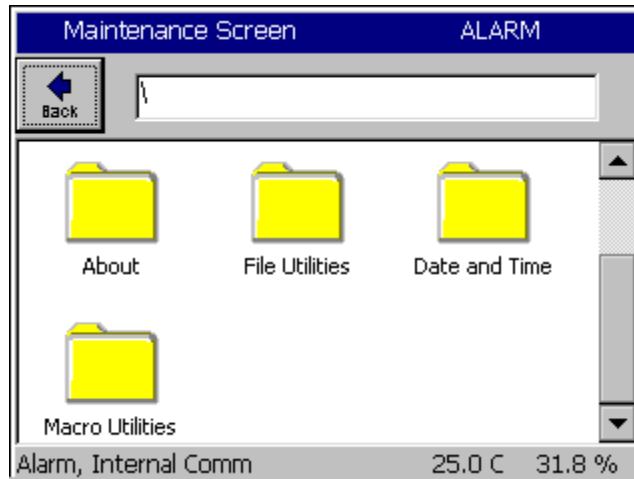 Maintenance Screen ALARM
Back
\
About File Utilities Date and Time
Macro Utilities
Alarm, Internal Comm 25.0 C 31.8 %